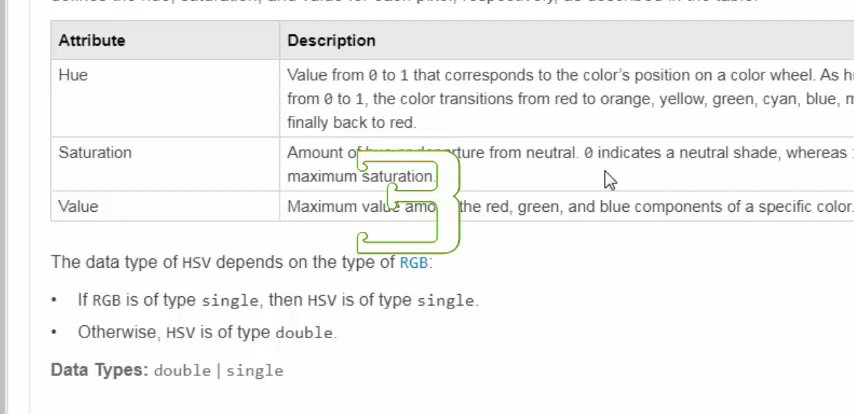 Attribute Description
Hue Value from 0 to 1 that corresponds to the color's position on a color wheel. As
from 0 to 1, the color transitions from red to orange, yellow, green, cyan, blue,
finally back to red.
Saturation Amount of departure from neutral. 0 indicates a neutral shade, whereas
maximum saturation.
Value Maximum value the red, green, and blue components of a specific color.
3
The data type of HSV depends on the type of RGB:
• If RGB is of type single, then HSV is of type single.
• Otherwise, HSV is of type double.
Data Types: double | single